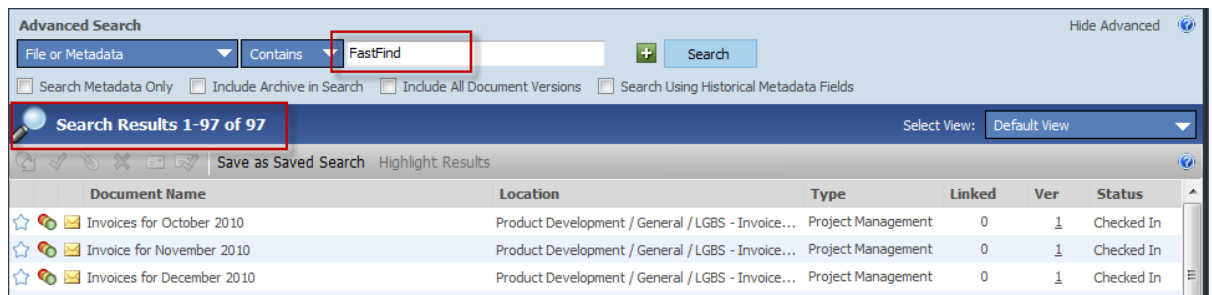 Advanced Search Hide Advanced
File or Metadata Contains FastFind Search
Search Metadata Only Include Archive in Search Include All Document Versions Search Using Historical Metadata Fields
Search Results 1-97 of 97 Select View: Default View
Save as Saved Search Highlight Results
Document Name Location Type Linked Ver Status
Invoices for October 2010 Product Development / General / LGBS - Invoice... Project Management 0 1 Checked In
Invoice for November 2010 Product Development / General / LGBS - Invoice... Project Management 0 1 Checked In
Invoices for December 2010 Product Development / General / LGBS - Invoice... Project Management 0 1 Checked In